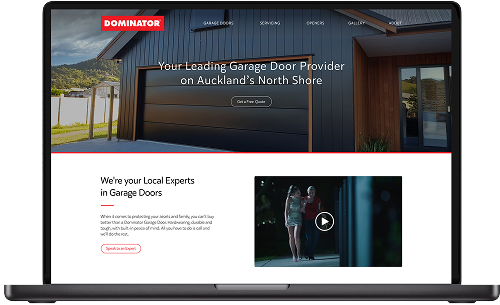 DOMINATOR
GARAGE DOORS SERVICING OPENERS GALLERY ABOUT
Your Leading Garage Door Provider
on Auckland's North Shore
Get a Free Quote
We're your Local Experts
in Garage Doors
When it comes to protecting your assets and family, you can't buy
better than a Dominator Garage Door. Hardwearing, durable and
tough, with built-in peace of mind. All you have to do is call and
we'll do the rest.
Speak to an Expert